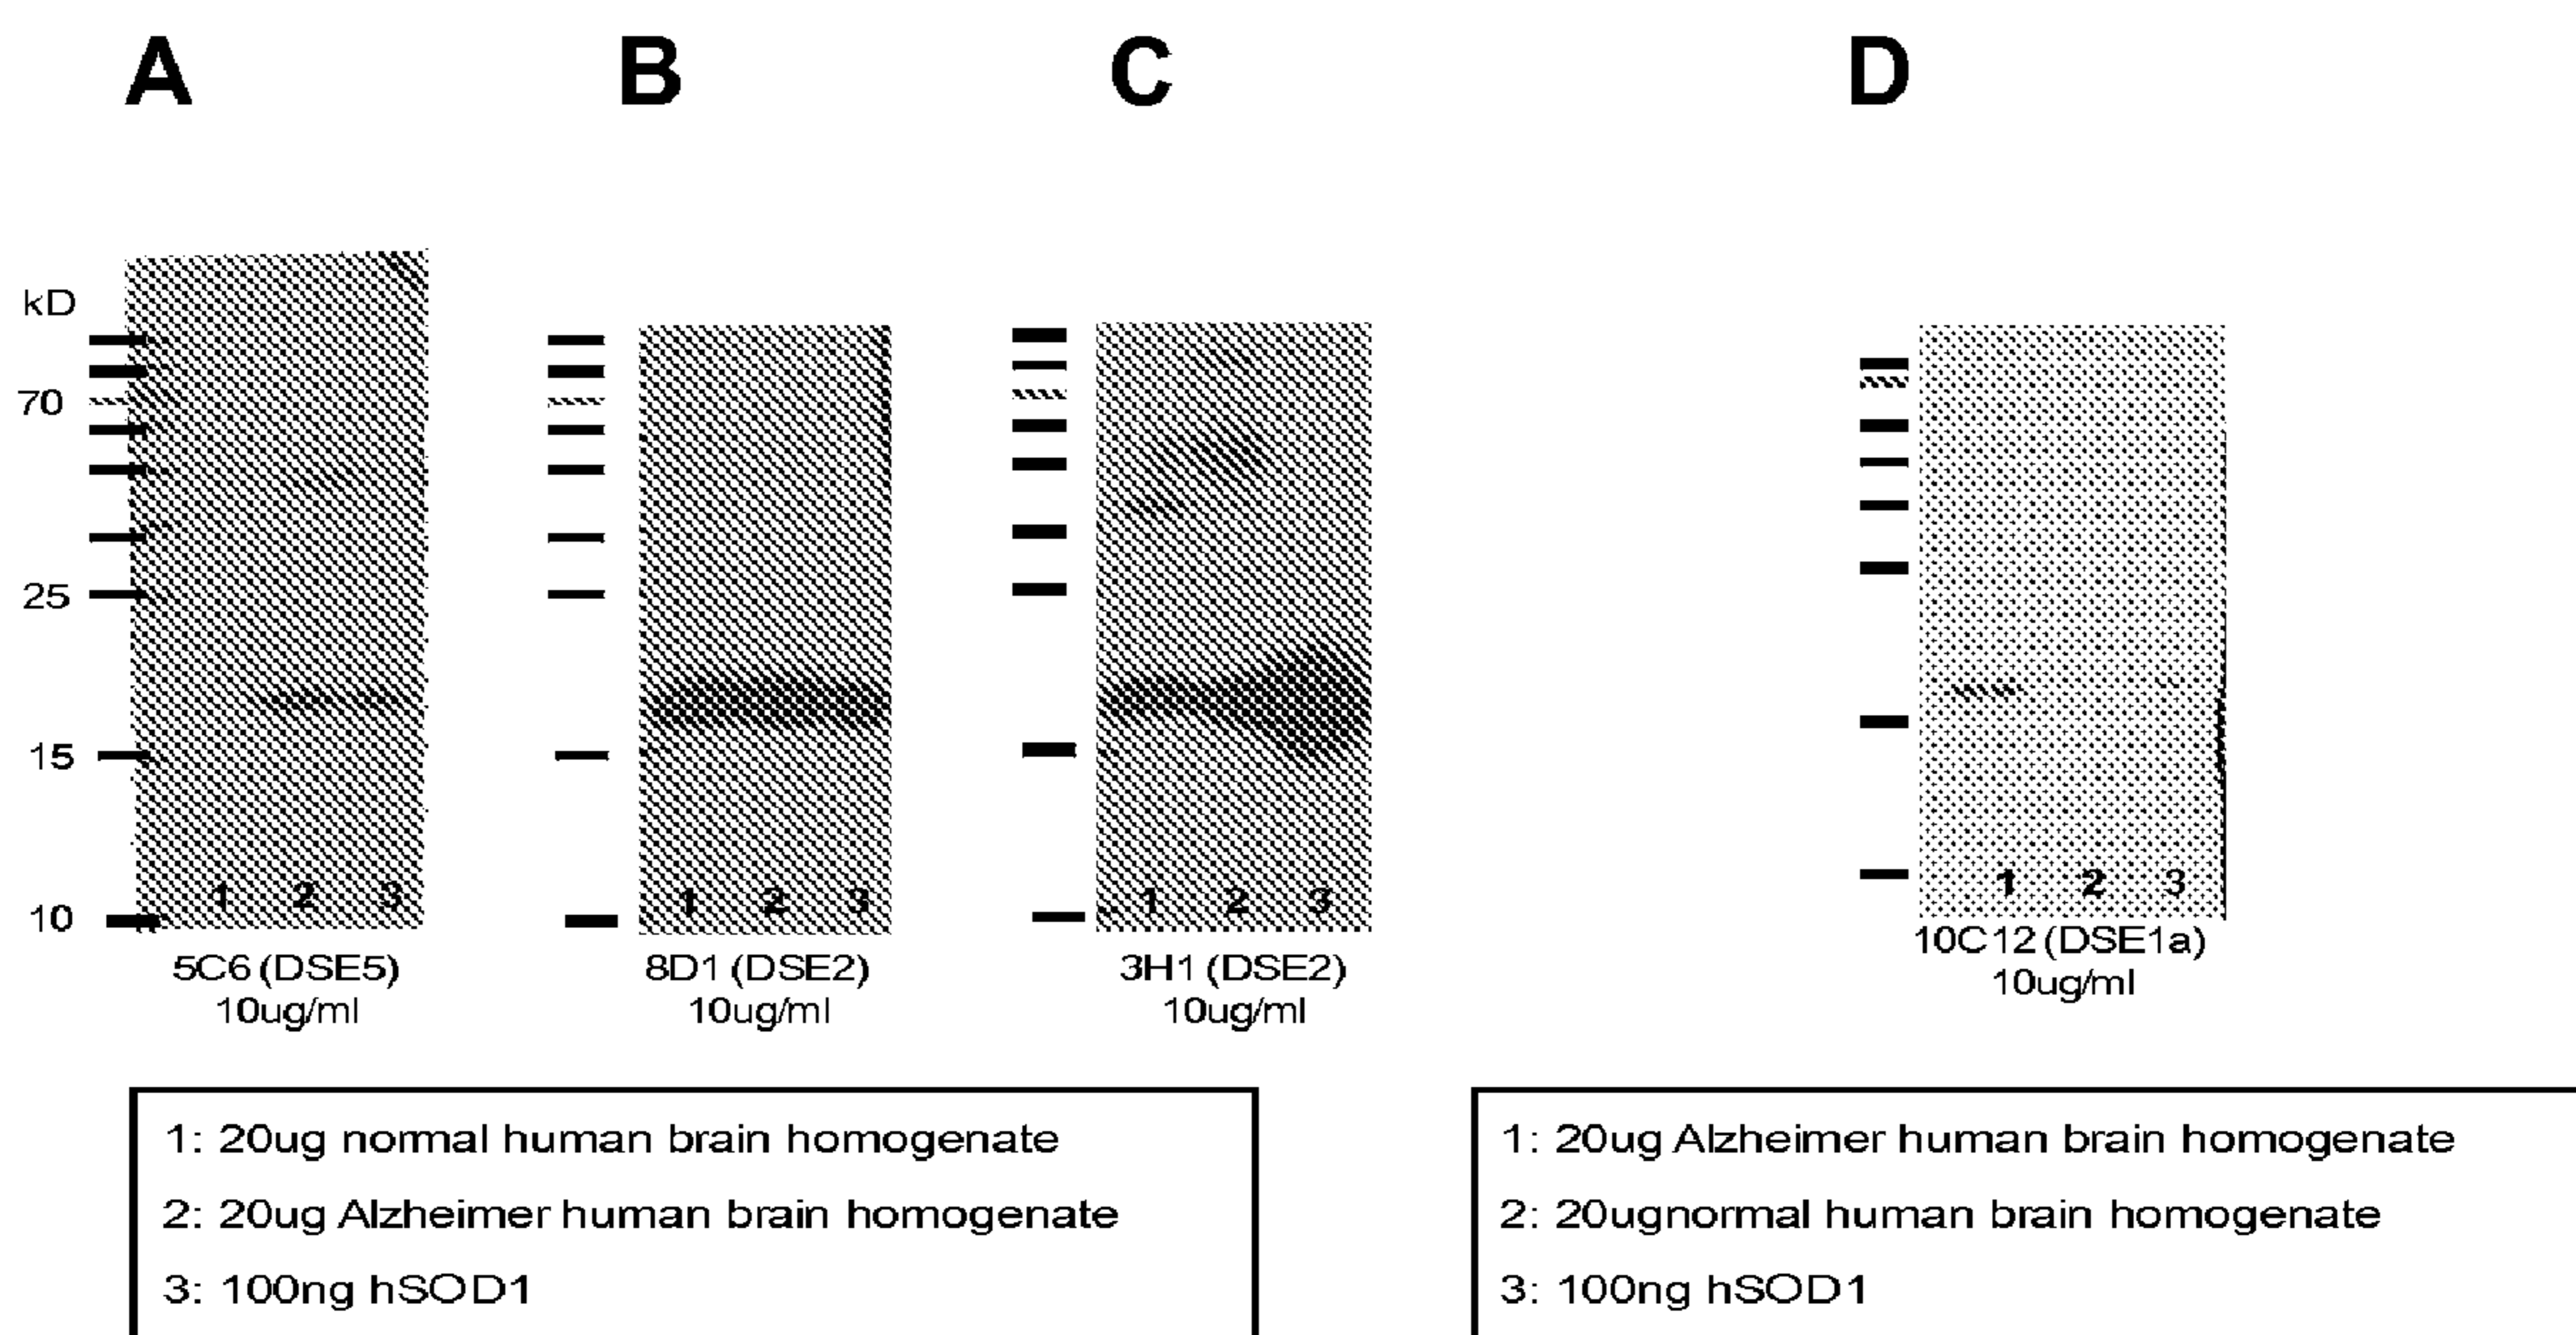 A
B
C
D
kD
70
25
15
10
1 2 3
1 2 3
1 2 3
1 2 3
5C6 (DSE5)
10ug/ml
8D1 (DSE2)
10ug/ml
3H1 (DSE2)
10ug/ml
10C12 (DSE1a)
10ug/ml
1: 20ug normal human brain homogenate
2: 20ug Alzheimer human brain homogenate
3: 100ng hSOD1
1: 20ug Alzheimer human brain homogenate
2: 20ugnormal human brain homogenate
3: 100ng hSOD1